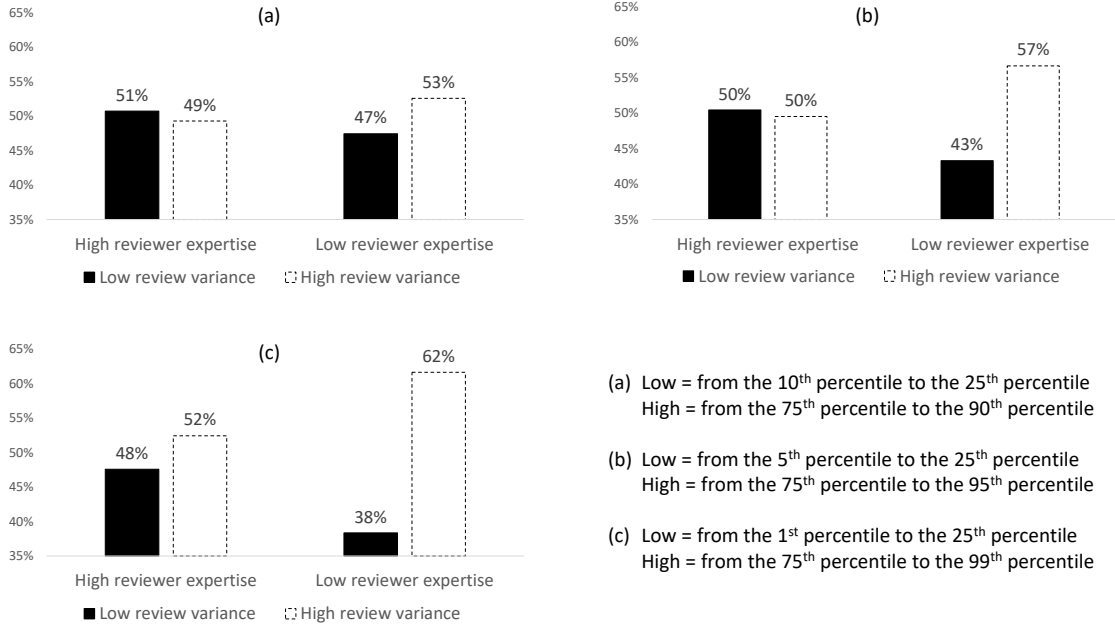 (a)
65%
60%
55%
50%
45%
40%
35%
51%
49%
47%
53%
High reviewer expertise
Low reviewer expertise
Low review variance
High review variance
(b)
65%
60%
55%
50%
45%
40%
35%
50%
50%
43%
57%
High reviewer expertise
Low reviewer expertise
Low review variance
High review variance
(c)
65%
60%
55%
50%
45%
40%
35%
48%
52%
38%
62%
High reviewer expertise
Low reviewer expertise
Low review variance
High review variance
(a) Low = from the 10th percentile to the 25th percentile
High = from the 75th percentile to the 90th percentile
(b) Low = from the 5th percentile to the 25th percentile
High = from the 75th percentile to the 95th percentile
(c) Low = from the 1st percentile to the 25th percentile
High = from the 75th percentile to the 99th percentile